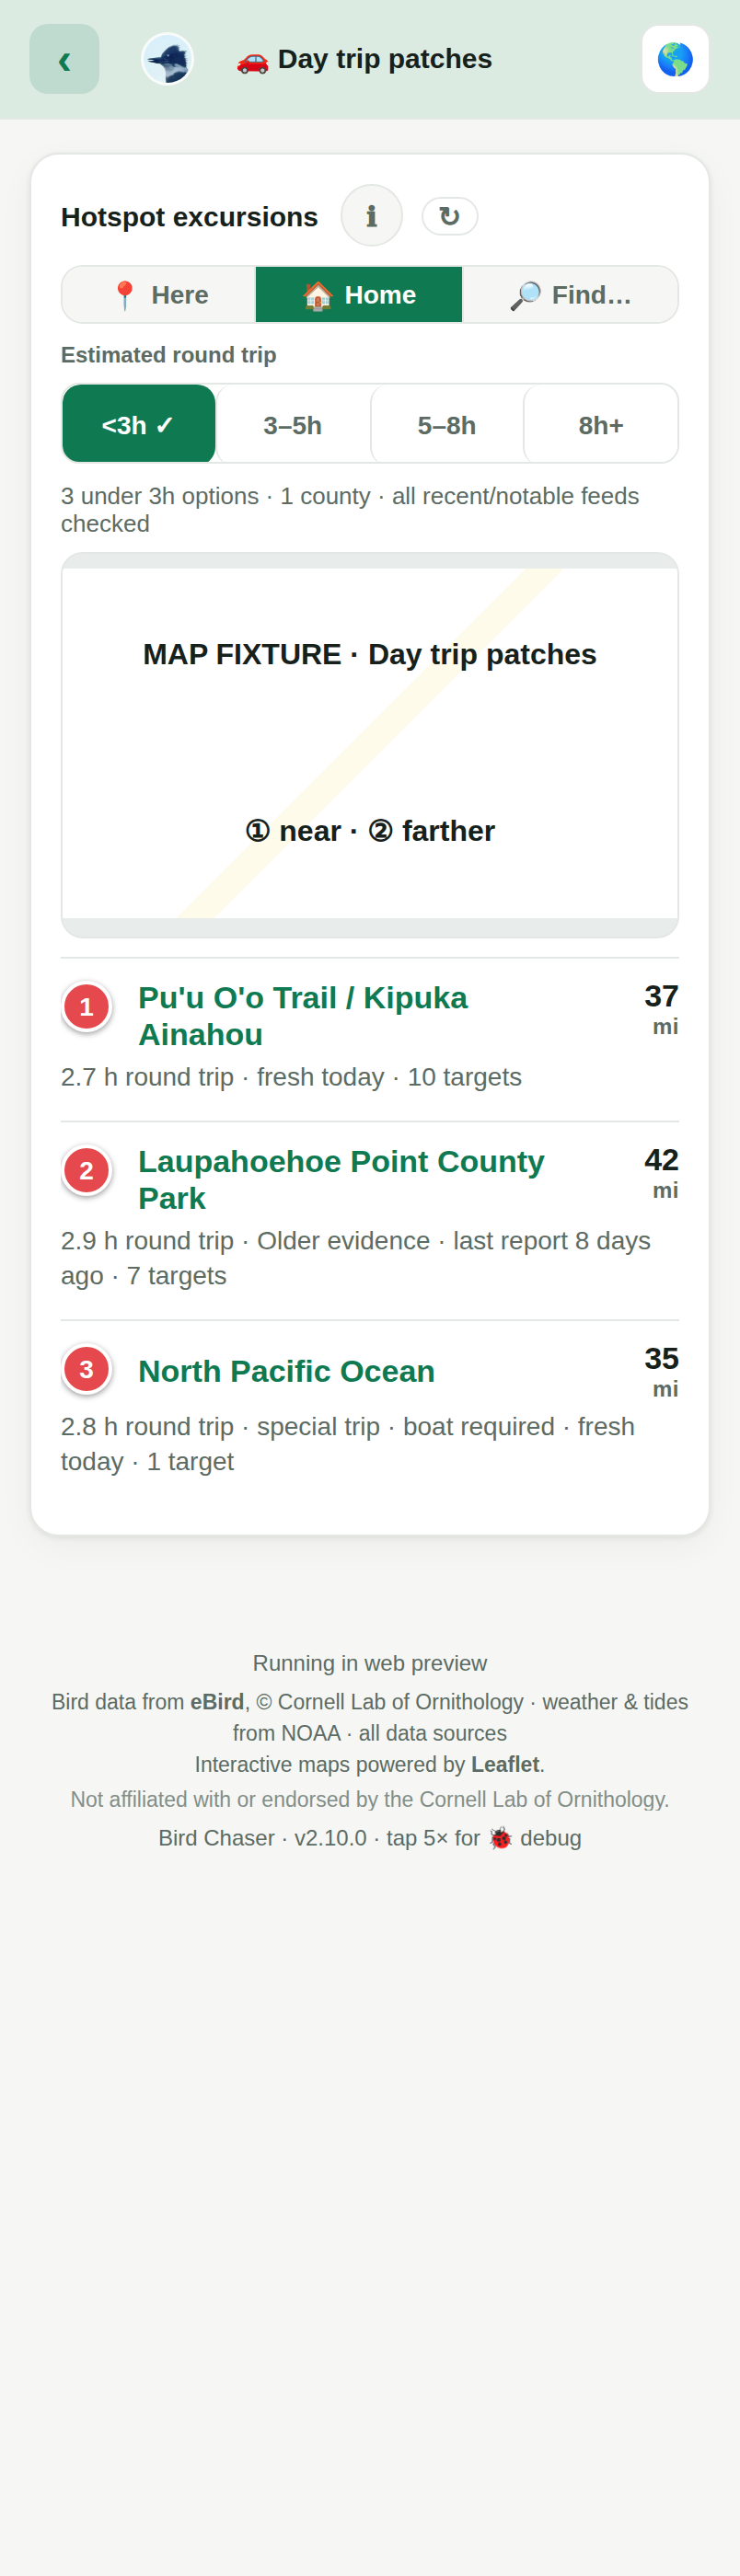 ‹ 🚗 Day trip patches 🌎
Hotspot excursions ℹ ↻
📍 Here 🏠 Home 🔎 Find…
Estimated round trip
<3h ✓ 3–5h 5–8h 8h+
3 under 3h options · 1 county · all recent/notable feeds
checked
MAP FIXTURE · Day trip patches
① near · ② farther
1 Pu'u O'o Trail / Kipuka
Ainahou
37
mi
2.7 h round trip · fresh today · 10 targets
2 Laupahoehoe Point County
Park
42
mi
2.9 h round trip · Older evidence · last report 8 days
ago · 7 targets
3 North Pacific Ocean
35
mi
2.8 h round trip · special trip · boat required · fresh
today · 1 target
Running in web preview
Bird data from eBird, © Cornell Lab of Ornithology · weather & tides
from NOAA · all data sources
Interactive maps powered by Leaflet.
Not affiliated with or endorsed by the Cornell Lab of Ornithology.
Bird Chaser · v2.10.0 · tap 5× for 🐞 debug